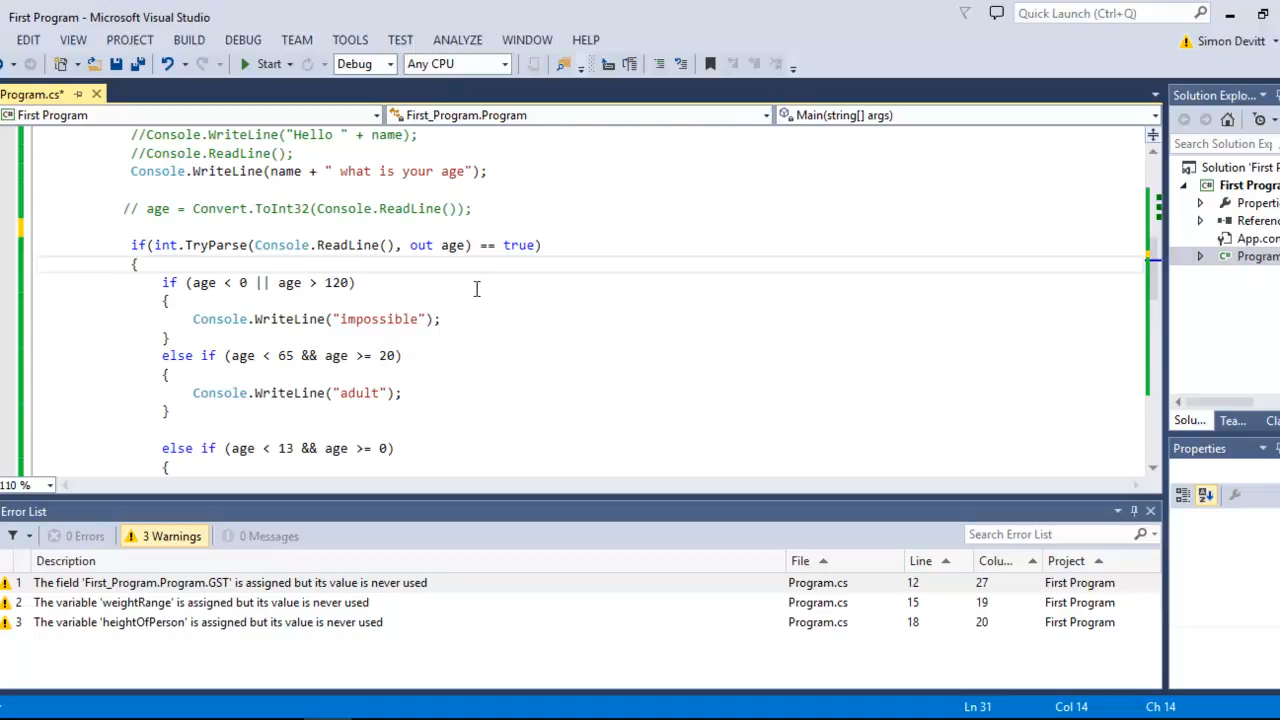 First Program - Microsoft Visual Studio
Quick Launch (Ctrl+Q)
EDIT VIEW PROJECT BUILD DEBUG TEAM TOOLS TEST ANALYZE WINDOW HELP
Simon Devitt
Start Debug Any CPU
Program.cs*
First Program First_Program.Program Main(string[] args)
//Console.WriteLine("Hello " + name);
//Console.ReadLine();
Console.WriteLine(name + " what is your age");
// age = Convert.ToInt32(Console.ReadLine());
if(int.TryParse(Console.ReadLine(), out age) == true)
{
if (age < 0 || age > 120)
{
Console.WriteLine("impossible");
}
else if (age < 65 && age >= 20)
{
Console.WriteLine("adult");
}
else if (age < 13 && age >= 0)
{
110 %
Solution Explo...
Search Solution Exp
Solution 'First P
First Progra
Properti
Referenc
App.con
Program
Solu... Tea... Cla
Properties
Error List
0 Errors 3 Warnings 0 Messages
Search Error List
Description File Line Colu... Project
1 The field 'First_Program.Program.GST' is assigned but its value is never used Program.cs 12 27 First Program
2 The variable 'weightRange' is assigned but its value is never used Program.cs 15 19 First Program
3 The variable 'heightOfPerson' is assigned but its value is never used Program.cs 18 20 First Program
Ln 31 Col 14 Ch 14